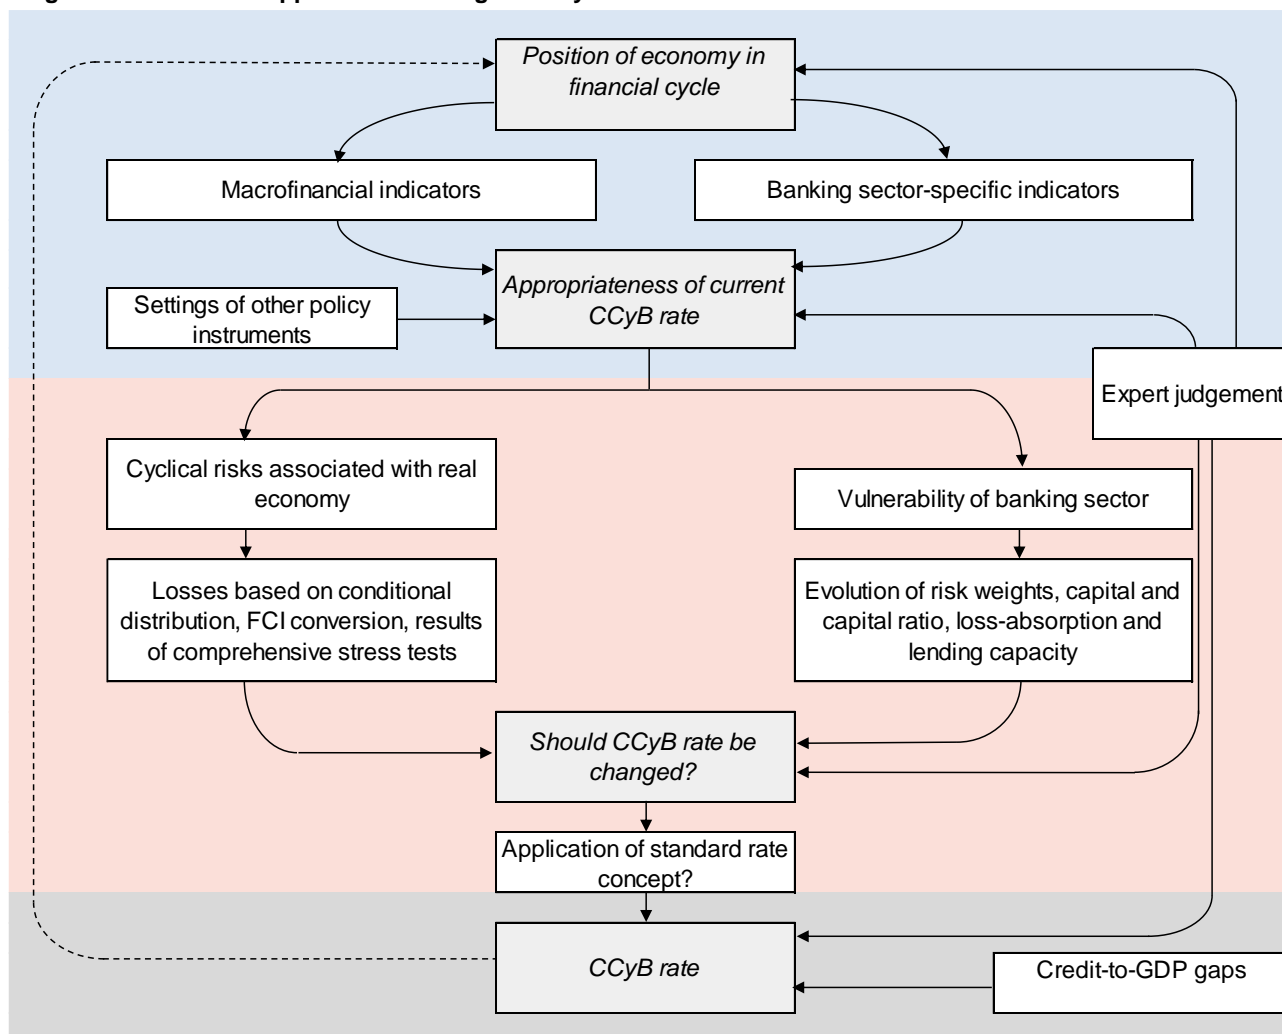 Position of economy in
financial cycle
Macrofinancial indicators
Banking sector-specific indicators
Appropriateness of current
CCyB rate
Settings of other policy
instruments
Expert judgement
Cyclical risks associated with real
economy
Vulnerability of banking sector
Losses based on conditional
distribution, FCI conversion, results
of comprehensive stress tests
Evolution of risk weights, capital and
capital ratio, loss-absorption and
lending capacity
Should CCyB rate be
changed?
Application of standard rate
concept?
CCyB rate
Credit-to-GDP gaps